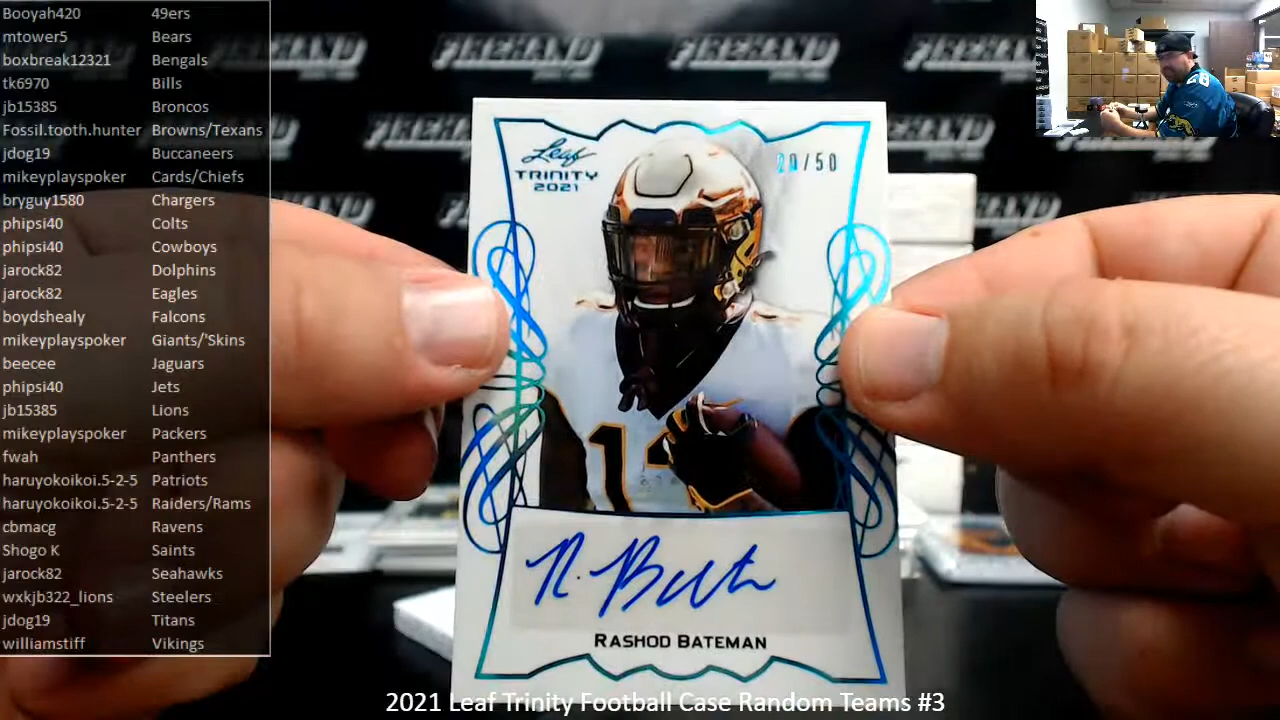 Booyah420 49ers
mtower5 Bears
boxbreak12321 Bengals
tk6970 Bills
jb15385 Broncos
Fossil.tooth.hunter Browns/Texans
jdog19 Buccaneers
mikeyplayspoker Cards/Chiefs
bryguy1580 Chargers
phipsi40 Colts
phipsi40 Cowboys
jarock82 Dolphins
jarock82 Eagles
boydshealy Falcons
mikeyplayspoker Giants/'Skins
beecee Jaguars
phipsi40 Jets
jb15385 Lions
mikeyplayspoker Packers
fwah Panthers
haruyokoikoi.5-2-5 Patriots
haruyokoikoi.5-2-5 Raiders/Rams
cbmacg Ravens
Shogo K Saints
jarock82 Seahawks
wxkjb322_lions Steelers
jdog19 Titans
williamstiff Vikings
FIREHAND FIREHAND FIREHAND
Leaf
TRINITY
2021
/50
R. Bateman
RASHOD BATEMAN
2021 Leaf Trinity Football Case Random Teams #3